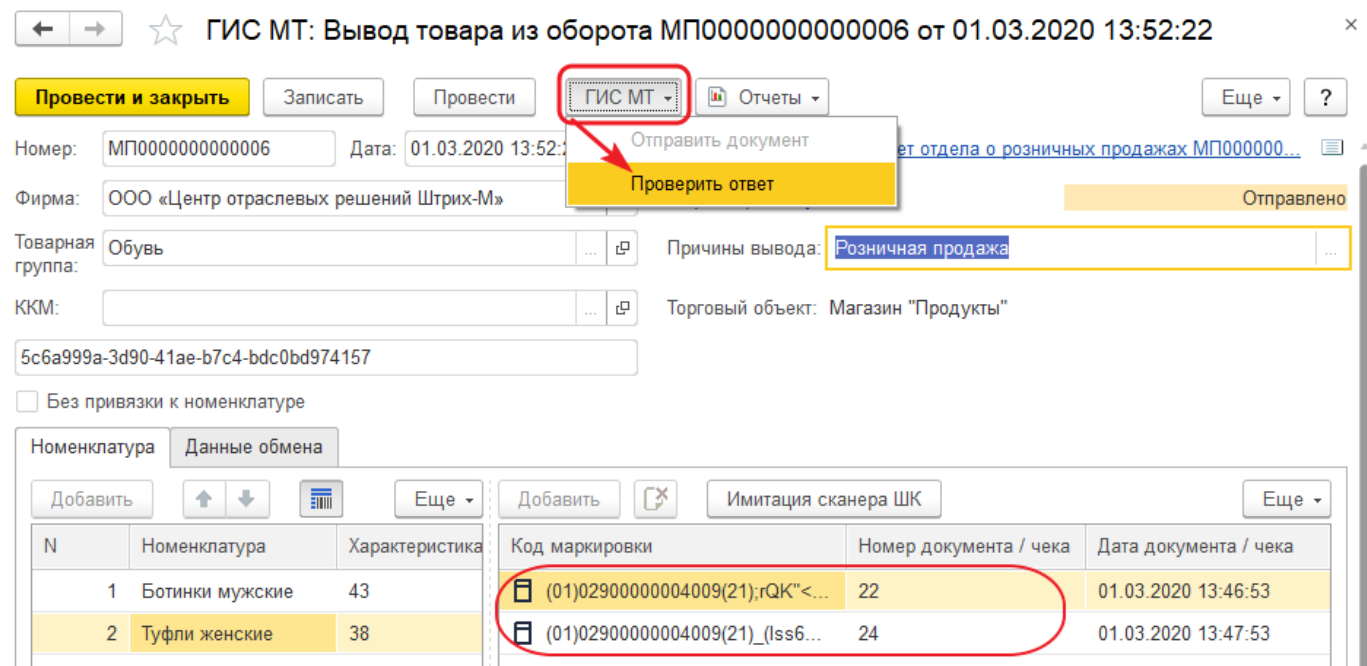 ГИС МТ: Вывод товара из оборота МП0000000000006 от 01.03.2020 13:52:22
Провести и закрыть Записать Провести ГИС МТ Отчеты Еще ?
Отправить документ
Номер: МП0000000000006 Дата: 01.03.2020 13:52: ет отдела о розничных продажах МП000000...
Проверить ответ
Фирма: ООО «Центр отраслевых решений Штрих-М» Отправлено
Товарная группа: Обувь ... Причины вывода: Розничная продажа ...
ККМ: ... Торговый объект: Магазин "Продукты"
5c6a999a-3d90-41ae-b7c4-bdc0bd974157
Без привязки к номенклатуре
Номенклатура Данные обмена
Добавить Еще Добавить Имитация сканера ШК Еще
N Номенклатура Характеристика Код маркировки Номер документа / чека Дата документа / чека
1 Ботинки мужские 43 (01)02900000004009(21);rQK"<... 22 01.03.2020 13:46:53
2 Туфли женские 38 (01)02900000004009(21)_(Iss6... 24 01.03.2020 13:47:53